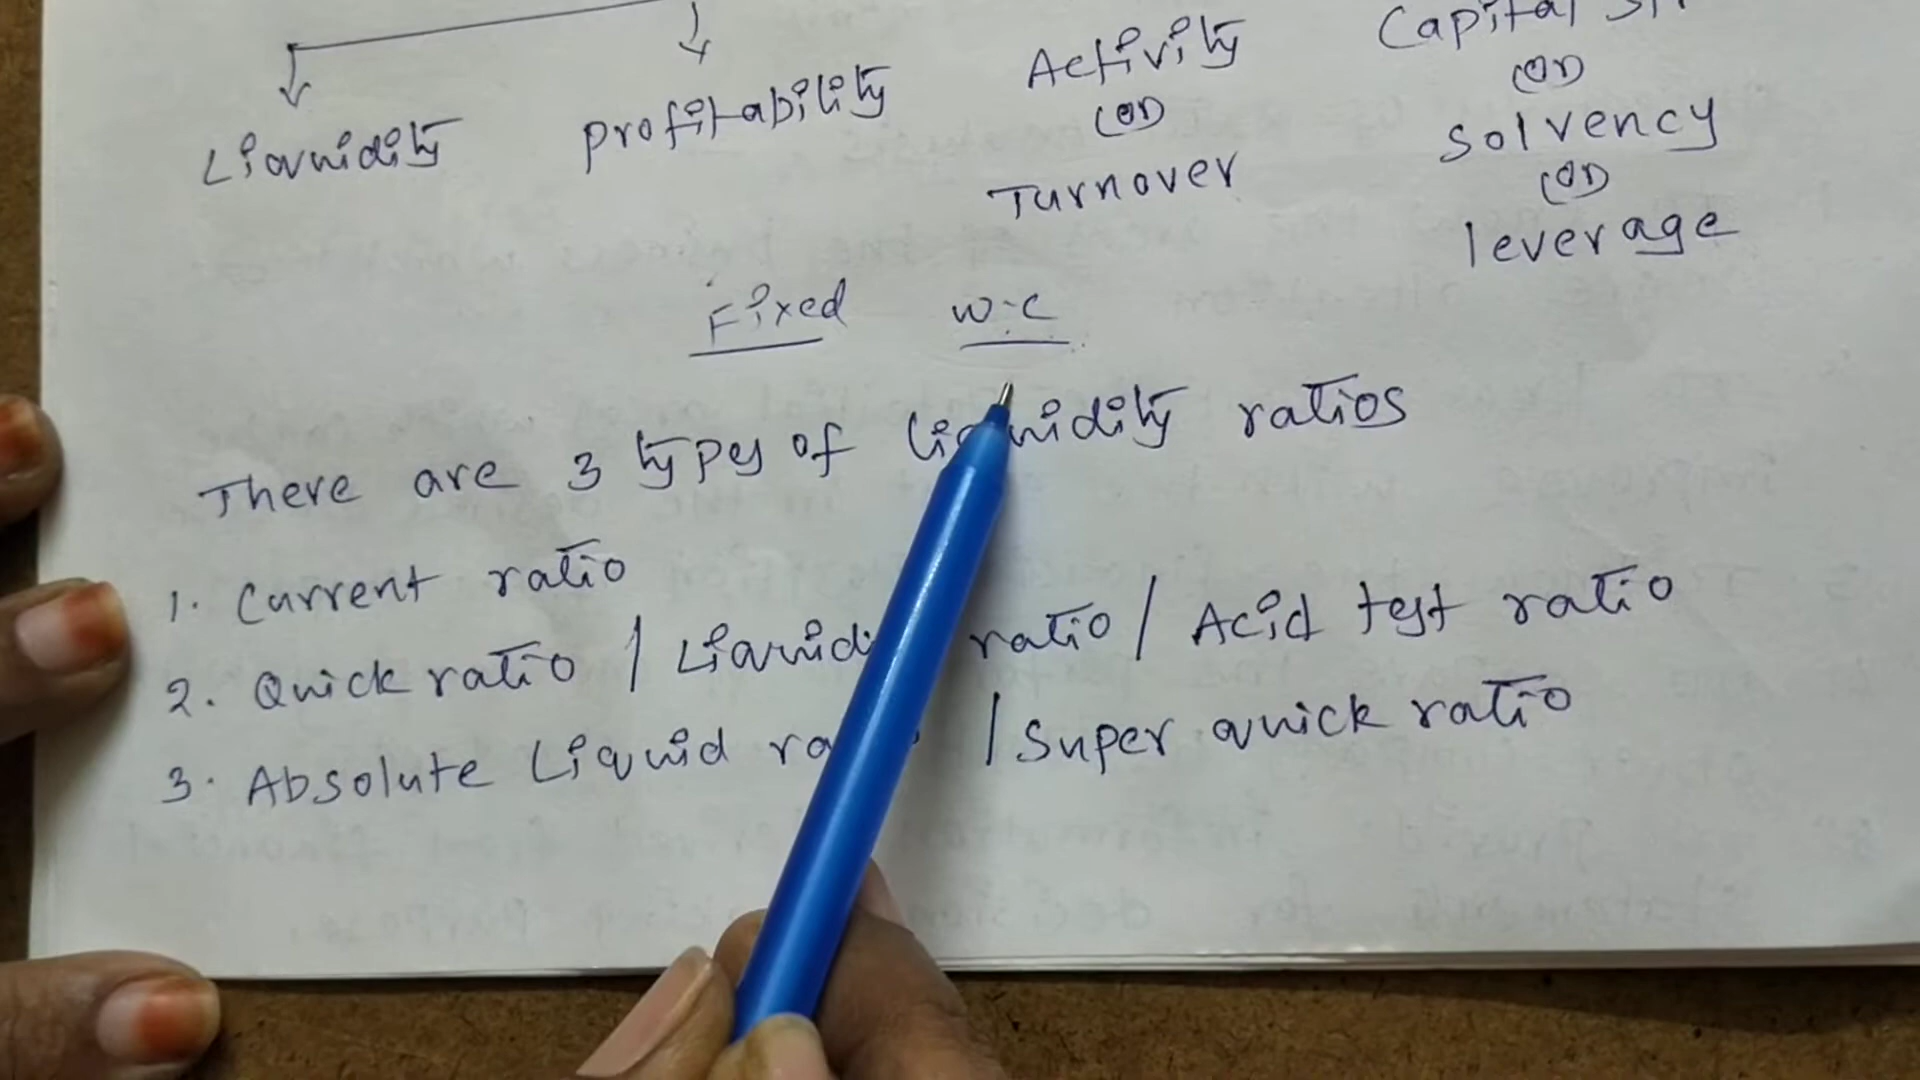 Liquidity profitability Activity Capital
(OR) (OR)
Turnover solvency
(OR)
leverage
Fixed W.C
There are 3 types of liquidity ratios
1. Current ratio
2. Quick ratio / Liquid ratio / Acid test ratio
3. Absolute Liquid / Super quick ratio